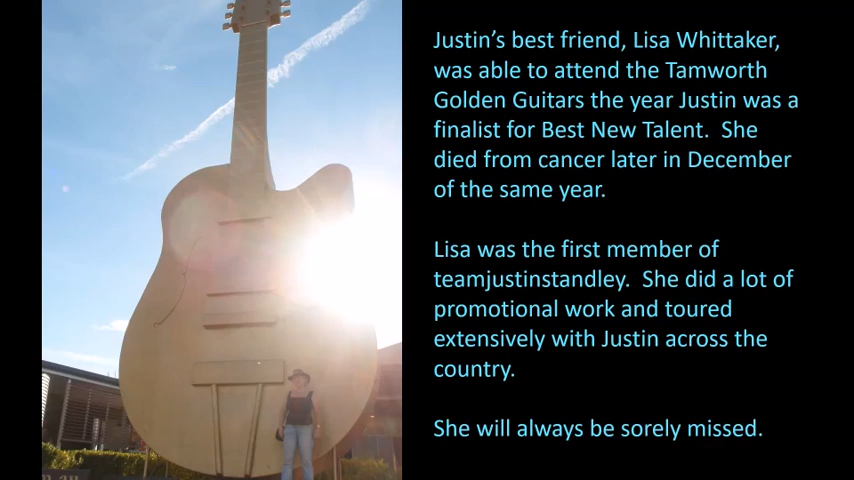 Justin's best friend, Lisa Whittaker,
was able to attend the Tamworth
Golden Guitars the year Justin was a
finalist for Best New Talent.  She
died from cancer later in December
of the same year.
Lisa was the first member of
teamjustinstandley.  She did a lot of
promotional work and toured
extensively with Justin across the
country.
She will always be sorely missed.